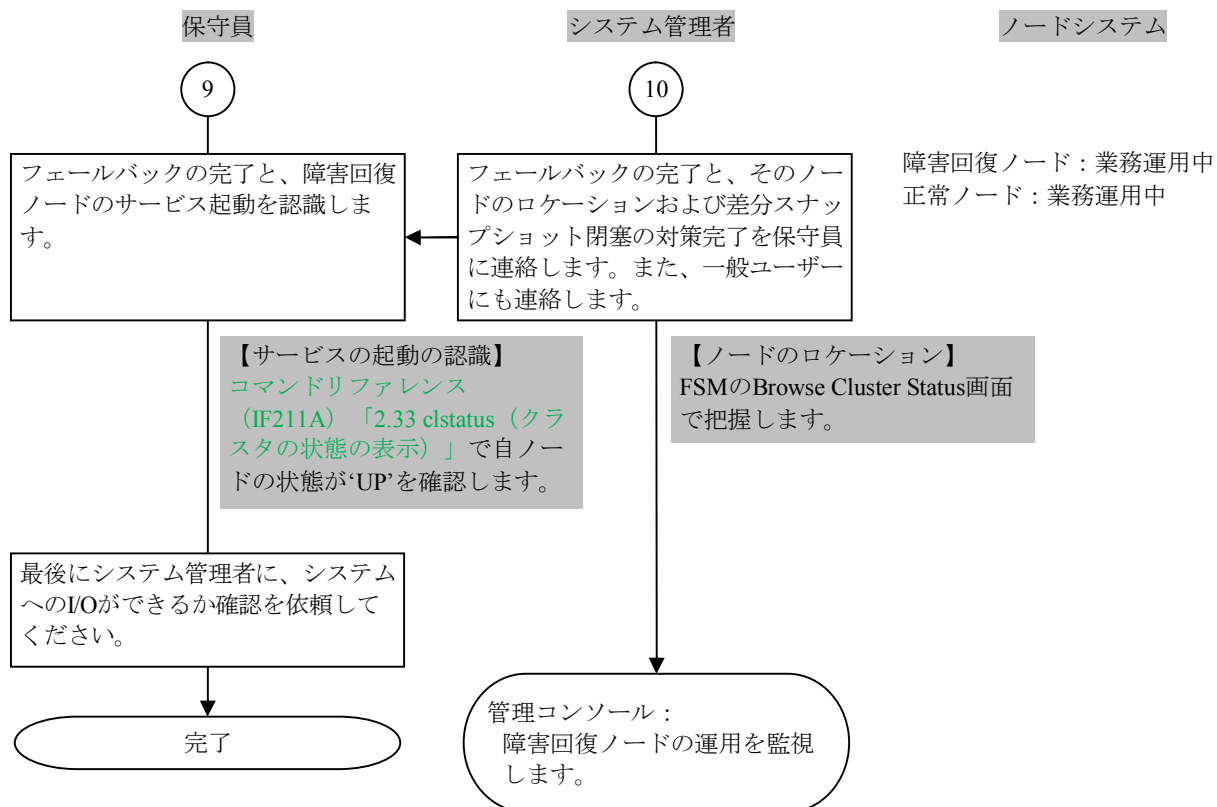 保守員
システム管理者
ノードシステム
9
10
フェールバックの完了と、障害回復
ノードのサービス起動を認識しま
す。
フェールバックの完了と、そのノー
ドのロケーションおよび差分スナッ
プショット閉塞の対策完了を保守員
に連絡します。また、一般ユーザー
にも連絡します。
障害回復ノード：業務運用中
正常ノード：業務運用中
【サービスの起動の認識】
コマンドリファレンス
（IF211A）「2.33 clstatus（クラ
スタの状態の表示）」で自ノー
ドの状態が‘UP’を確認します。
【ノードのロケーション】
FSMのBrowse Cluster Status画面
で把握します。
最後にシステム管理者に、システム
へのI/Oができるか確認を依頼して
ください。
完了
管理コンソール：
障害回復ノードの運用を監視
します。